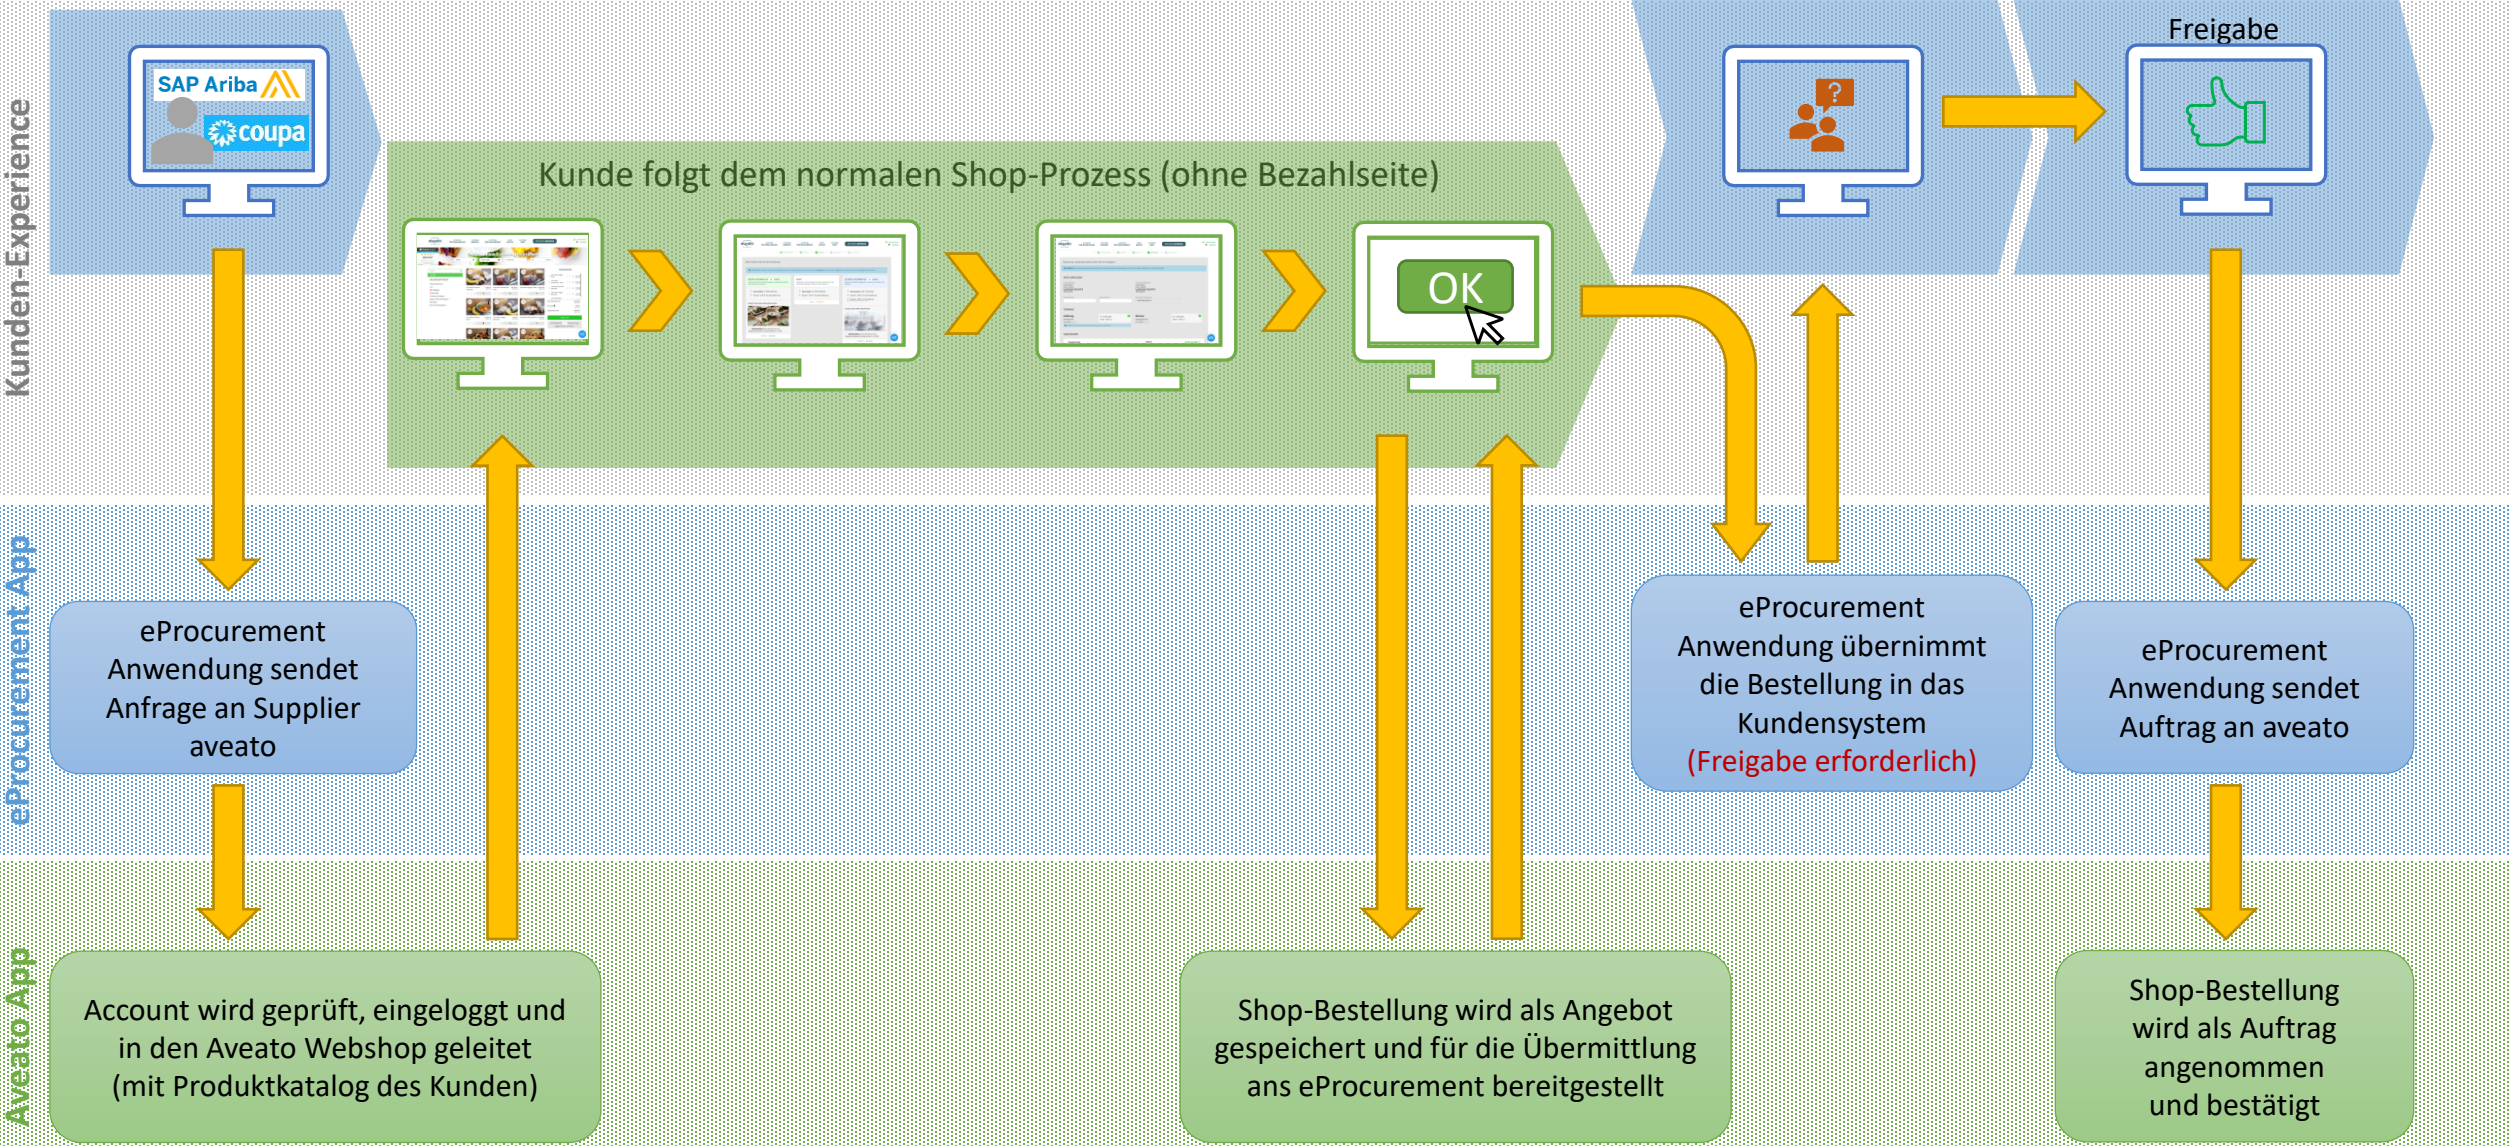 Kunden-Experience
SAP Ariba
coupa
Kunde folgt dem normalen Shop-Prozess (ohne Bezahlseite)
OK
?
Freigabe
eProcurement App
eProcurement
Anwendung sendet
Anfrage an Supplier
aveato
eProcurement
Anwendung übernimmt
die Bestellung in das
Kundensystem
(Freigabe erforderlich)
eProcurement
Anwendung sendet
Auftrag an aveato
Aveato App
Account wird geprüft, eingeloggt und
in den Aveato Webshop geleitet
(mit Produktkatalog des Kunden)
Shop-Bestellung wird als Angebot
gespeichert und für die Übermittlung
ans eProcurement bereitgestellt
Shop-Bestellung
wird als Auftrag
angenommen
und bestätigt